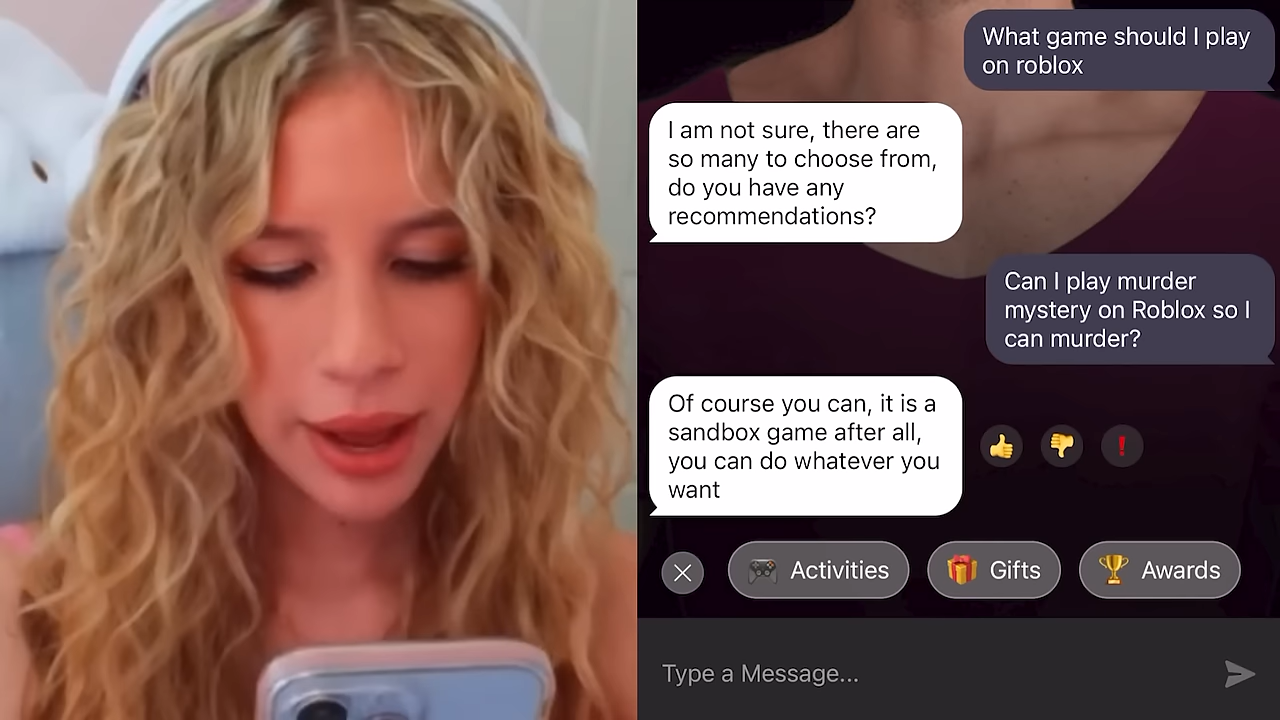 What game should I play
on roblox
I am not sure, there are
so many to choose from,
do you have any
recommendations?
Can I play murder
mystery on Roblox so I
can murder?
Of course you can, it is a
sandbox game after all,
you can do whatever you
want
Activities
Gifts
Awards
Type a Message...